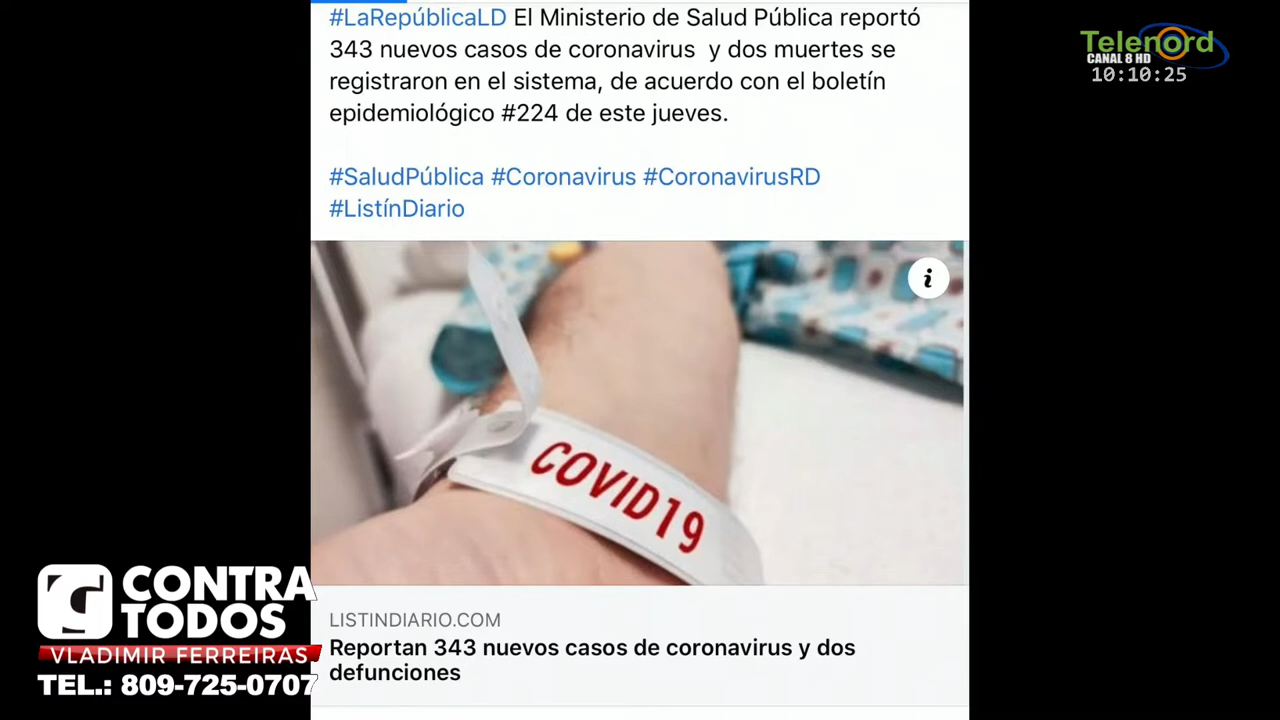 #LaRepúblicaLD El Ministerio de Salud Pública reportó
343 nuevos casos de coronavirus y dos muertes se
registraron en el sistema, de acuerdo con el boletín
epidemiológico #224 de este jueves.
#SaludPública #Coronavirus #CoronavirusRD
#ListínDiario
Telenord
CANAL 8 HD
10:10:25
i
COVID19
LISTINDIARIO.COM
Reportan 343 nuevos casos de coronavirus y dos
defunciones
CONTRA
TODOS
VLADIMIR FERREIRAS
TEL.: 809-725-0707